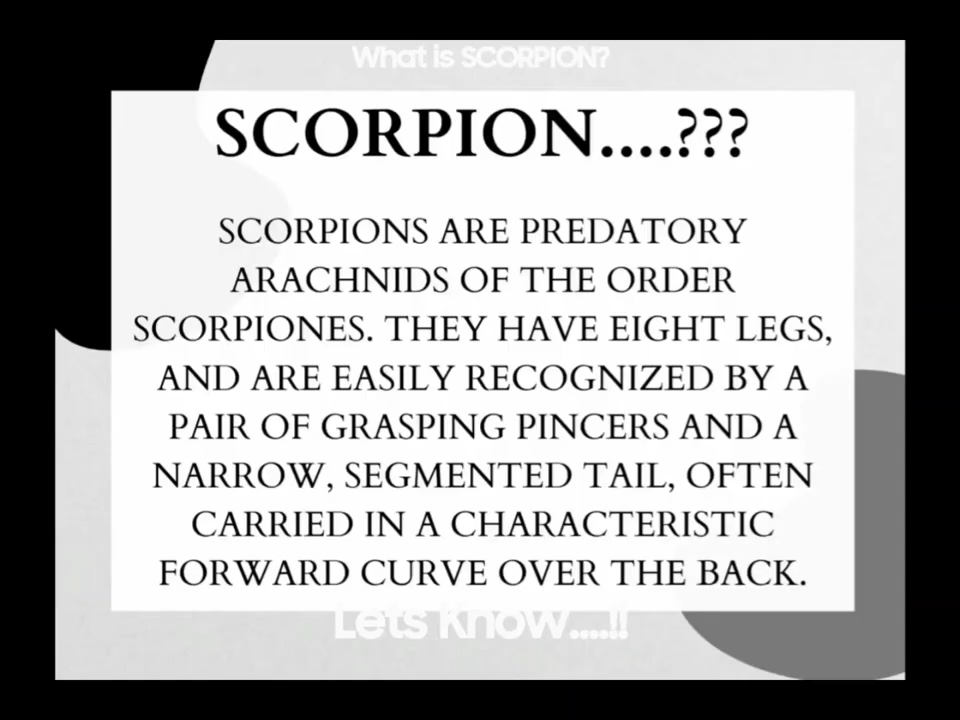 What is SCORPION?
SCORPION....???
SCORPIONS ARE PREDATORY
ARACHNIDS OF THE ORDER
SCORPIONES. THEY HAVE EIGHT LEGS,
AND ARE EASILY RECOGNIZED BY A
PAIR OF GRASPING PINCERS AND A
NARROW, SEGMENTED TAIL, OFTEN
CARRIED IN A CHARACTERISTIC
FORWARD CURVE OVER THE BACK.
Lets Know....!!